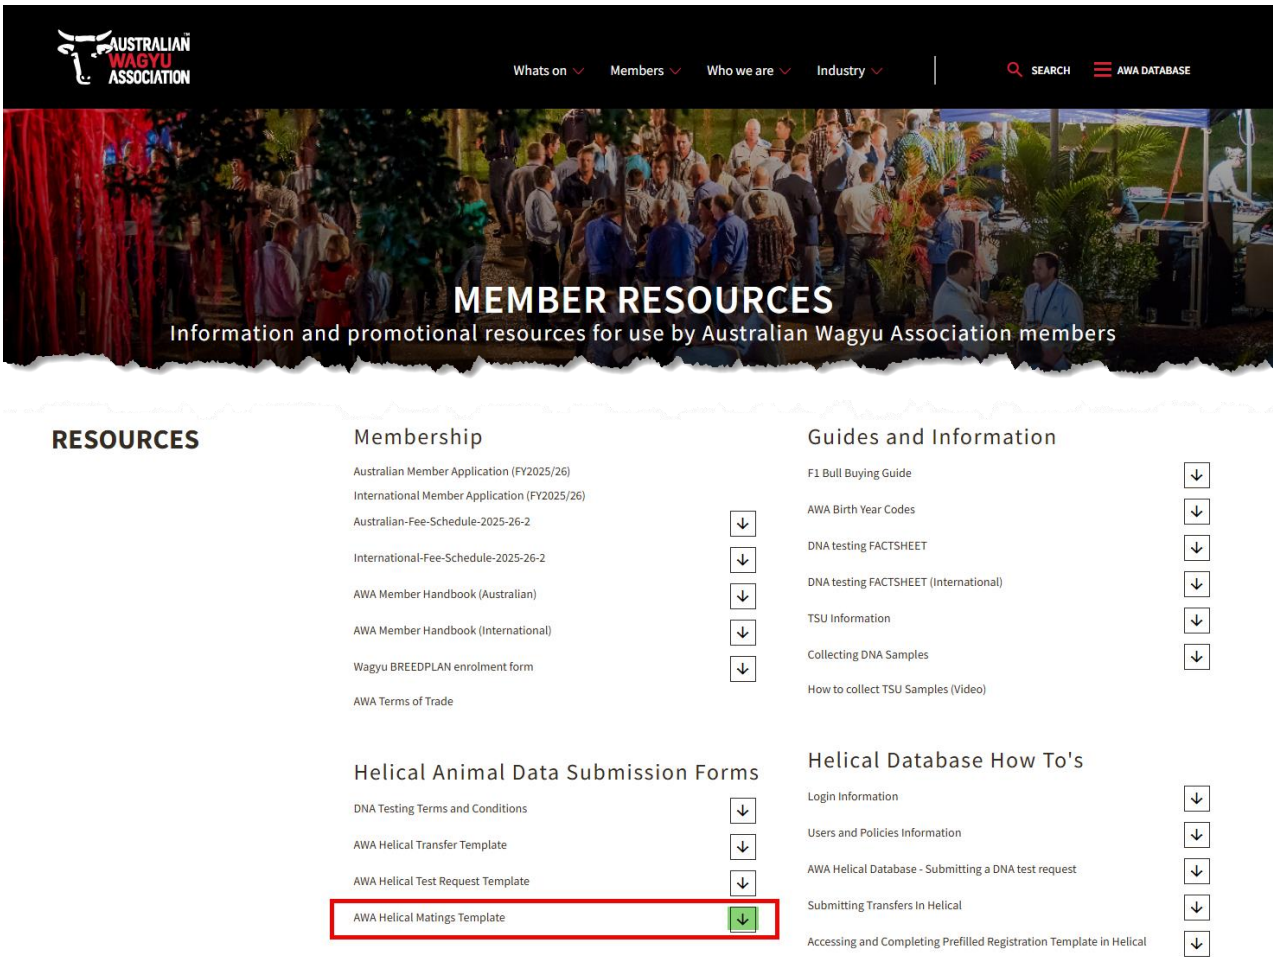 AUSTRALIAN
WAGYU
ASSOCIATION
TM
Whats on
Members
Who we are
Industry
SEARCH
AWA DATABASE
MEMBER RESOURCES
Information and promotional resources for use by Australian Wagyu Association members
RESOURCES
Membership
Australian Member Application (FY2025/26)
International Member Application (FY2025/26)
Australian-Fee-Schedule-2025-26-2
International-Fee-Schedule-2025-26-2
AWA Member Handbook (Australian)
AWA Member Handbook (International)
Wagyu BREEDPLAN enrolment form
AWA Terms of Trade
Guides and Information
F1 Bull Buying Guide
AWA Birth Year Codes
DNA testing FACTSHEET
DNA testing FACTSHEET (International)
TSU Information
Collecting DNA Samples
How to collect TSU Samples (Video)
Helical Animal Data Submission Forms
DNA Testing Terms and Conditions
AWA Helical Transfer Template
AWA Helical Test Request Template
AWA Helical Matings Template
Helical Database How To's
Login Information
Users and Policies Information
AWA Helical Database - Submitting a DNA test request
Submitting Transfers In Helical
Accessing and Completing Prefilled Registration Template in Helical